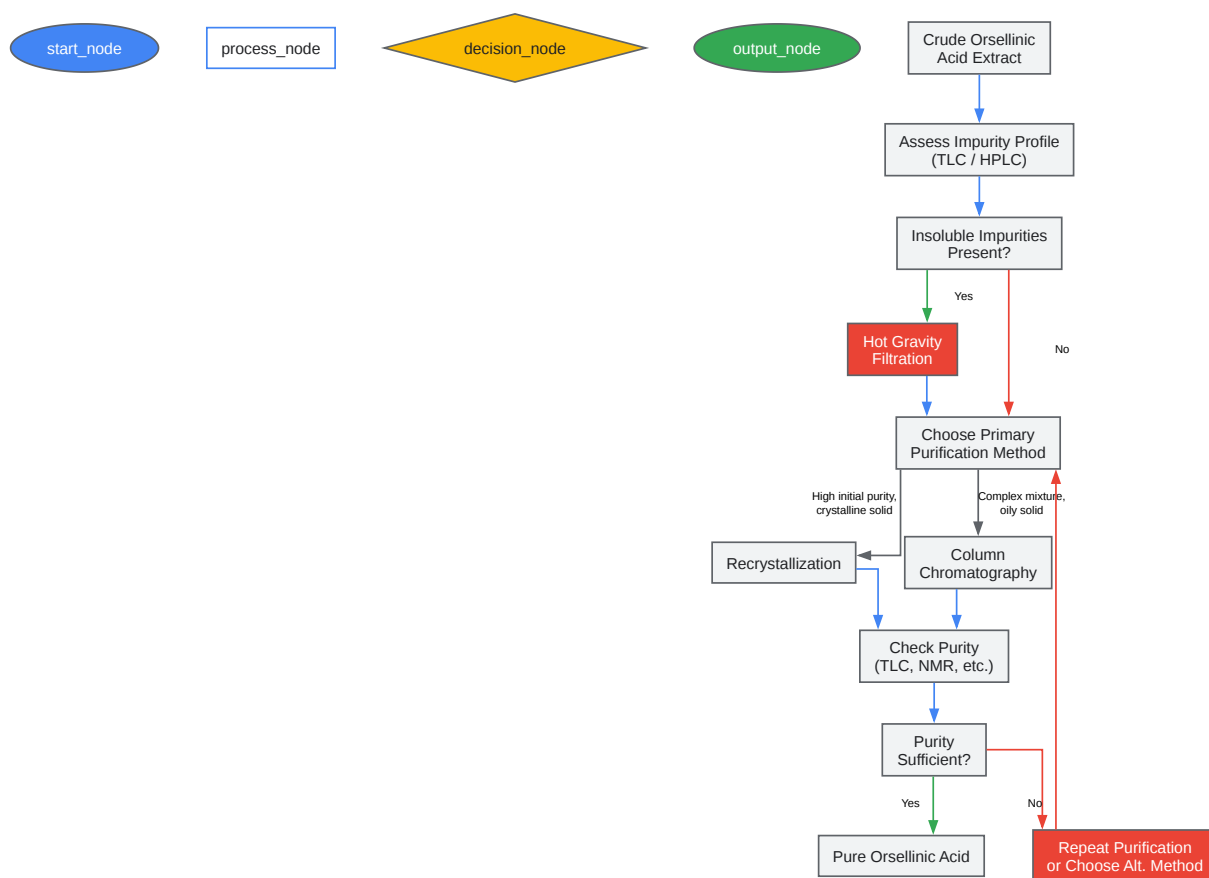 start_node
process_node
decision_node
output_node
Crude Orsellinic
Acid Extract
Assess Impurity Profile
(TLC / HPLC)
Insoluble Impurities
Present?
Yes
Hot Gravity
Filtration
No
Choose Primary
Purification Method
High initial purity,
crystalline solid
Complex mixture,
oily solid
Recrystallization
Column
Chromatography
Check Purity
(TLC, NMR, etc.)
Purity
Sufficient?
Yes
No
Pure Orsellinic Acid
Repeat Purification
or Choose Alt. Method